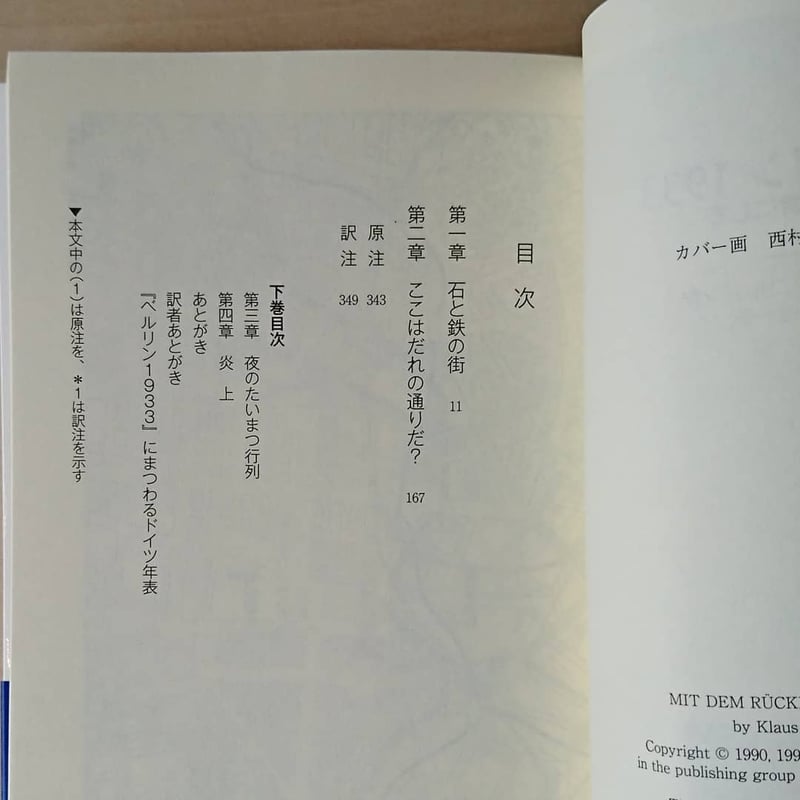 カバー画 西村
MIT DEM RÜCK
by Klaus
Copyright © 1990, 199
in the publishing group
目次
第一章 石と鉄の街 11
第二章 ここはだれの通りだ? 167
原注 343
訳注 349
下巻目次
第三章 夜のたいまつ行列
第四章 炎上
あとがき
訳者あとがき
『ベルリン1933』にまつわるドイツ年表
▼本文中の(1)は原注を、*1は訳注を示す